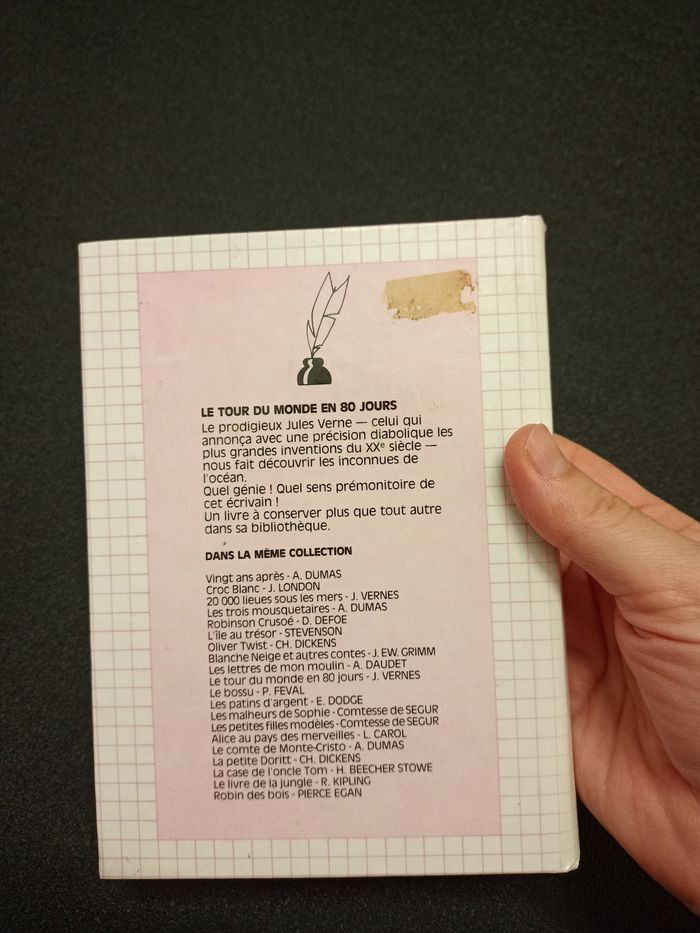 LE TOUR DU MONDE EN 80 JOURS
Le prodigieux Jules Verne — celui qui
annonça avec une précision diabolique les
plus grandes inventions du XXᵉ siècle —
nous fait découvrir les inconnues de
l'océan.
Quel génie ! Quel sens prémonitoire de
cet écrivain !
Un livre à conserver plus que tout autre
dans sa bibliothèque.
DANS LA MÊME COLLECTION
Vingt ans après - A. DUMAS
Croc Blanc - J. LONDON
20 000 lieues sous les mers - J. VERNES
Les trois mousquetaires - A. DUMAS
Robinson Crusoé - D. DEFOE
L'île au trésor - STEVENSON
Oliver Twist - CH. DICKENS
Blanche Neige et autres contes - J. EW. GRIMM
Les lettres de mon moulin - A. DAUDET
Le tour du monde en 80 jours - J. VERNES
Le bossu - P. FEVAL
Les patins d'argent - E. DODGE
Les malheurs de Sophie - Comtesse de SEGUR
Les petites filles modèles - Comtesse de SEGUR
Alice au pays des merveilles - L. CAROL
Le comte de Monte-Cristo - A. DUMAS
La petite Doritt - CH. DICKENS
La case de l'oncle Tom - H. BEECHER STOWE
Le livre de la jungle - R. KIPLING
Robin des bois - PIERCE EGAN